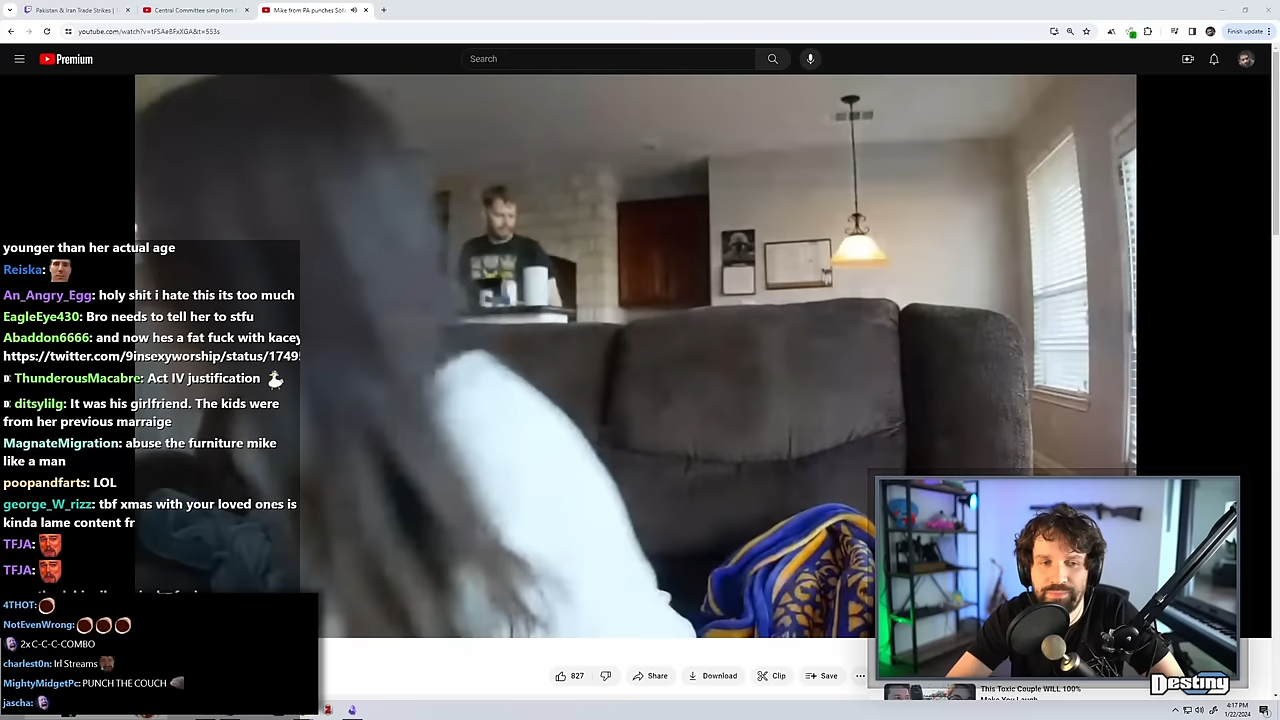 Pakistan & Iran Trade Strikes |
Central Committee simp from
Mike from PA punches Sofa
youtube.com/watch?v=tFSAeBFxXGA&t=553s
Finish update
Premium
Search
younger than her actual age
Reiska:
An_Angry_Egg: holy shit i hate this its too much
EagleEye430: Bro needs to tell her to stfu
Abaddon6666: and now hes a fat fuck with kacey
https://twitter.com/9insexyworship/status/1749
ThunderousMacabre: Act IV justification
ditsylilg: It was his girlfriend. The kids were
from her previous marraige
MagnateMigration: abuse the furniture mike
like a man
poopandfarts: LOL
george_W_rizz: tbf xmas with your loved ones is
kinda lame content fr
TFJA:
TFJA:
4THOT:
NotEvenWrong:
2x C-C-C-COMBO
charlest0n: Irl Streams
MightyMidgetPc: PUNCH THE COUCH
jascha:
827
Share
Download
Clip
Save
This Toxic Couple WILL 100%
Make You Laugh
Destiny
4:17 PM
1/22/2024